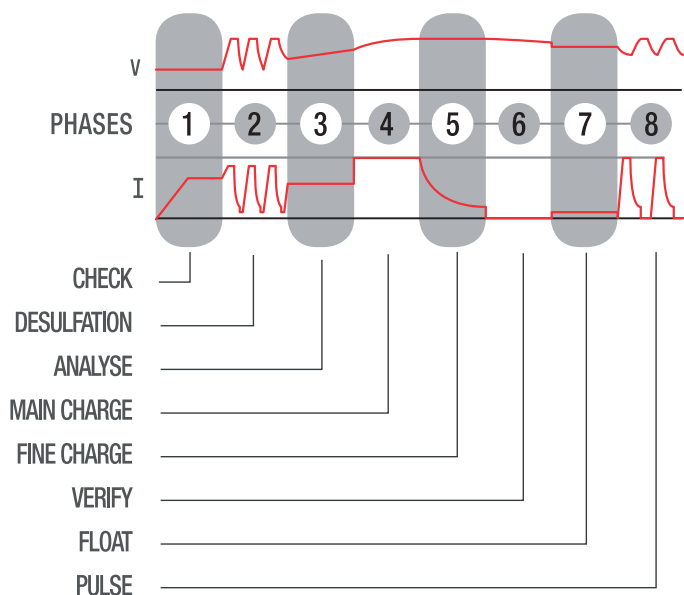 V
PHASES 1 2 3 4 5 6 7 8
I
CHECK
DESULFATION
ANALYSE
MAIN CHARGE
FINE CHARGE
VERIFY
FLOAT
PULSE